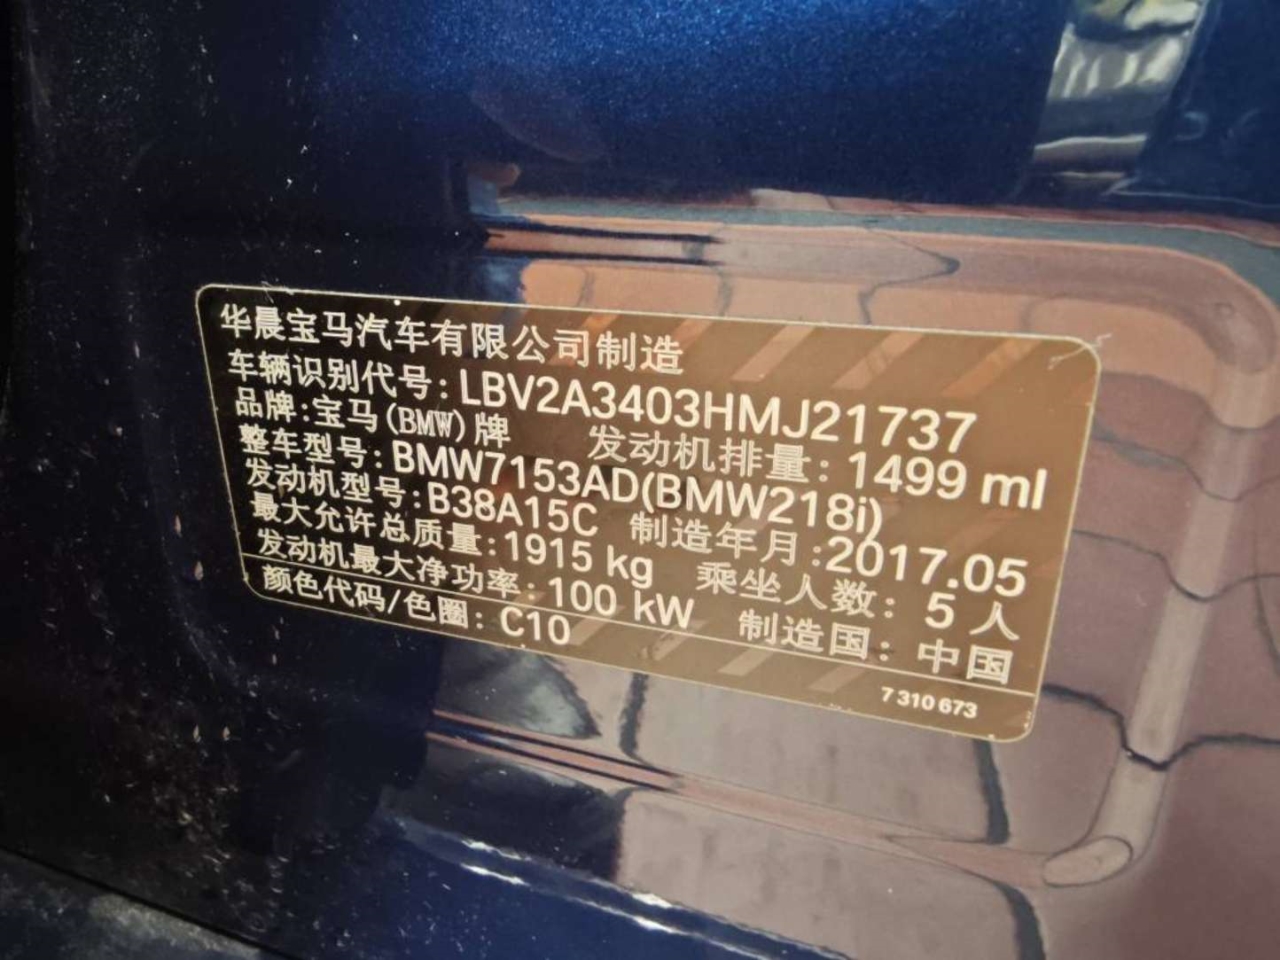 华晨宝马汽车有限公司制造
车辆识别代号: LBV2A3403HMJ21737
品牌:宝马(BMW)牌 发动机排量: 1499 ml
整车型号: BMW7153AD(BMW218i)
发动机型号: B38A15C 制造年月:2017.05
最大允许总质量:1915 kg 乘坐人数: 5 人
发动机最大净功率: 100 kW 制造国: 中国
颜色代码/色圈: C10
7 310 673